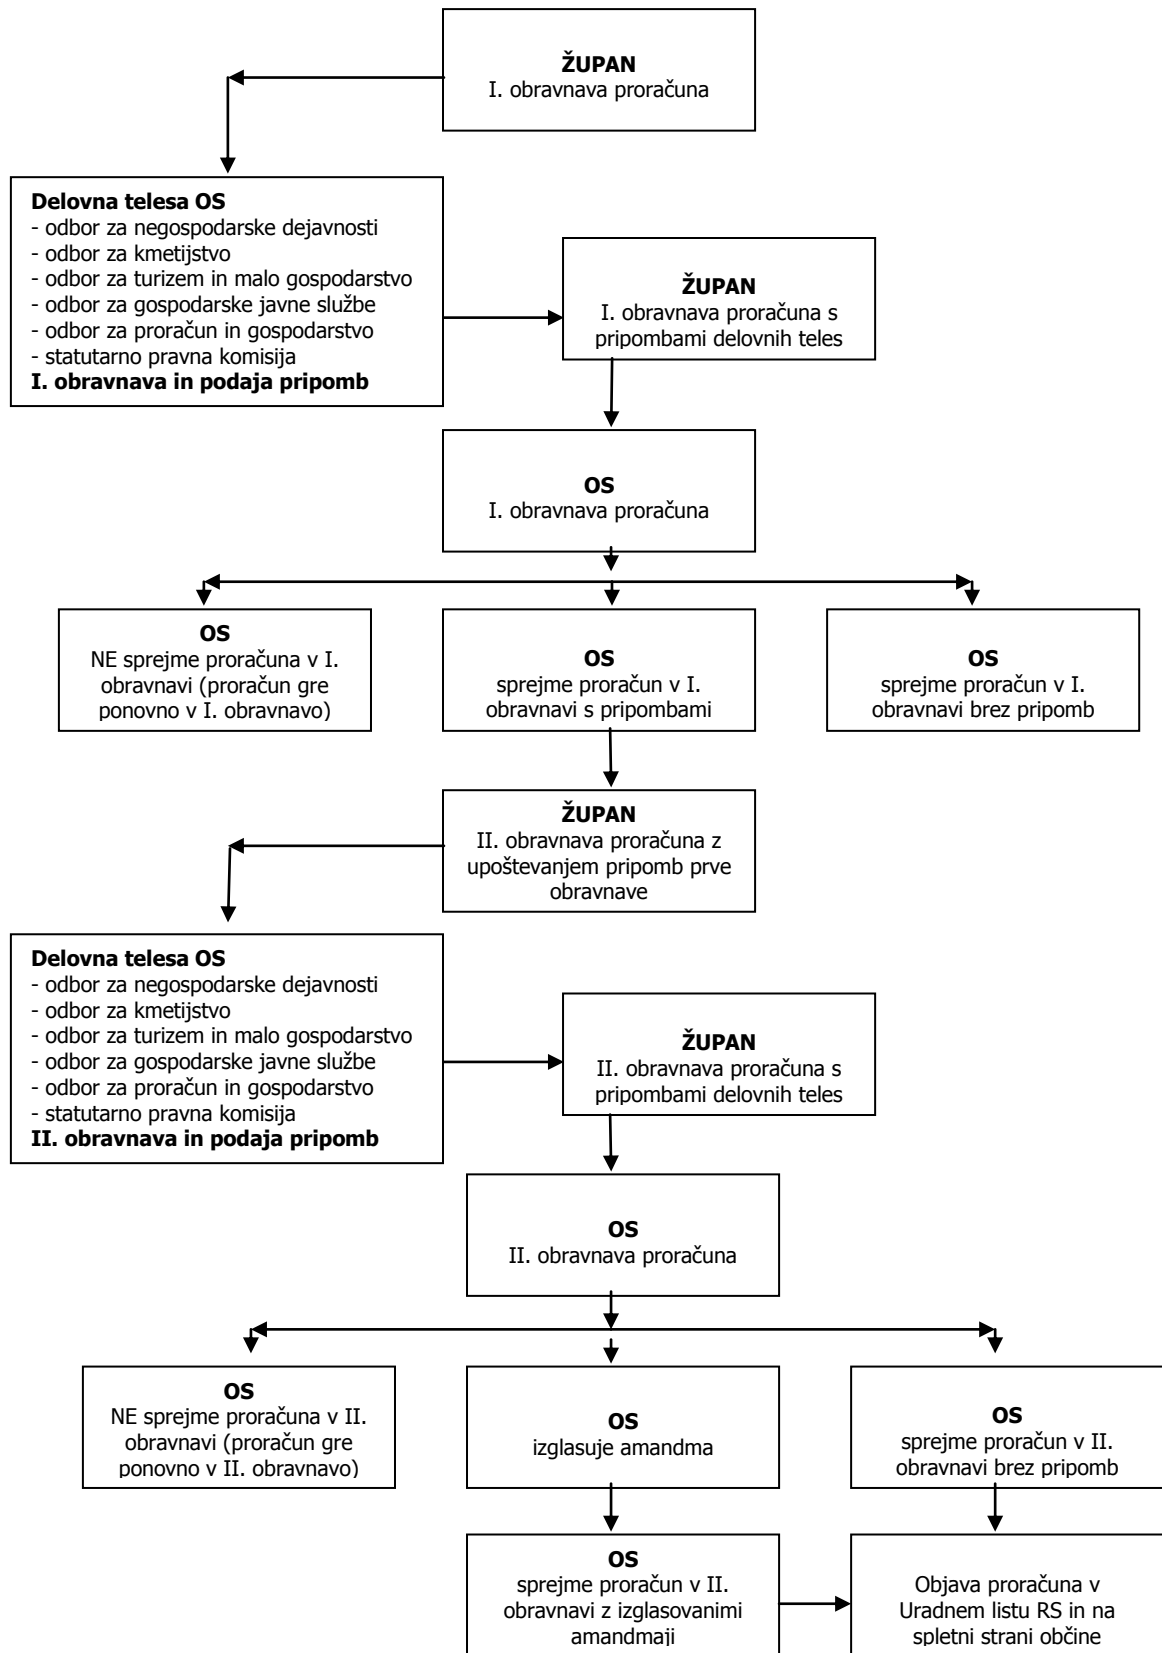 ŽUPAN
I. obravnava proračuna
Delovna telesa OS
- odbor za negospodarske dejavnosti
- odbor za kmetijstvo
- odbor za turizem in malo gospodarstvo
- odbor za gospodarske javne službe
- odbor za proračun in gospodarstvo
- statutarno pravna komisija
I. obravnava in podaja pripomb
ŽUPAN
I. obravnava proračuna s
pripombami delovnih teles
OS
I. obravnava proračuna
OS
NE sprejme proračuna v I.
obravnavi (proračun gre
ponovno v I. obravnavo)
OS
sprejme proračun v I.
obravnavi s pripombami
OS
sprejme proračun v I.
obravnavi brez pripomb
ŽUPAN
II. obravnava proračuna z
upoštevanjem pripomb prve
obravnave
Delovna telesa OS
- odbor za negospodarske dejavnosti
- odbor za kmetijstvo
- odbor za turizem in malo gospodarstvo
- odbor za gospodarske javne službe
- odbor za proračun in gospodarstvo
- statutarno pravna komisija
II. obravnava in podaja pripomb
ŽUPAN
II. obravnava proračuna s
pripombami delovnih teles
OS
II. obravnava proračuna
OS
NE sprejme proračuna v II.
obravnavi (proračun gre
ponovno v II. obravnavo)
OS
izglasuje amandma
OS
sprejme proračun v II.
obravnavi brez pripomb
OS
sprejme proračun v II.
obravnavi z izglasovanimi
amandmaji
Objava proračuna v
Uradnem listu RS in na
spletni strani občine